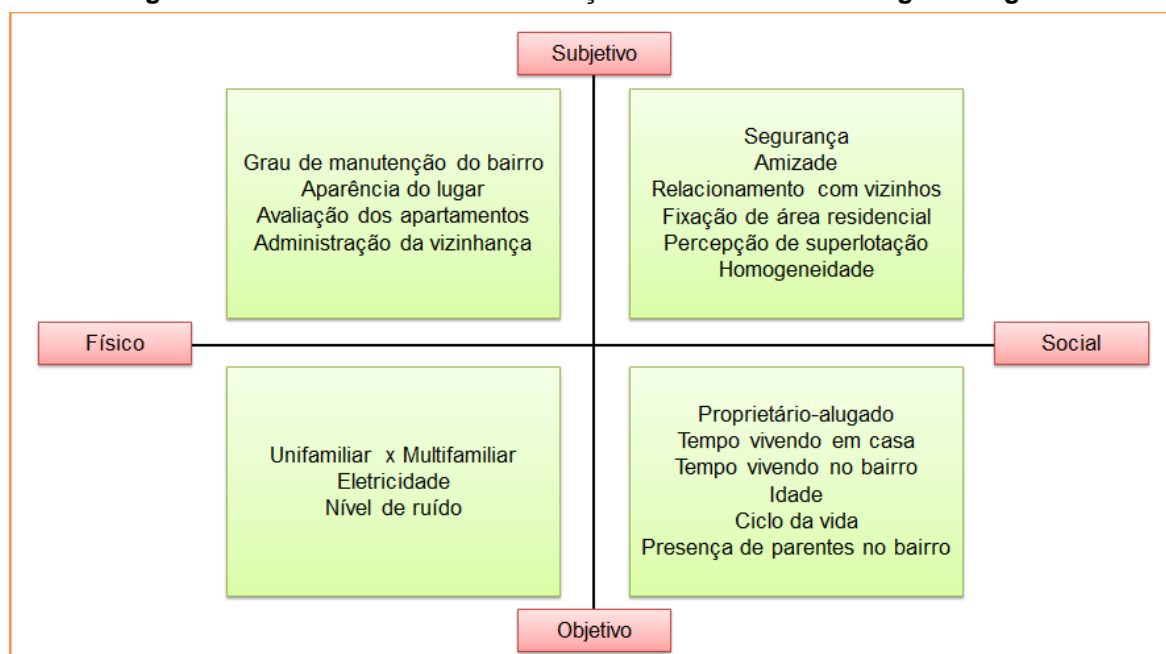 Subjetivo
Grau de manutenção do bairro
Aparência do lugar
Avaliação dos apartamentos
Administração da vizinhança
Segurança
Amizade
Relacionamento com vizinhos
Fixação de área residencial
Percepção de superlotação
Homogeneidade
Físico
Social
Unifamiliar x Multifamiliar
Eletricidade
Nível de ruído
Proprietário-alugado
Tempo vivendo em casa
Tempo vivendo no bairro
Idade
Ciclo da vida
Presença de parentes no bairro
Objetivo